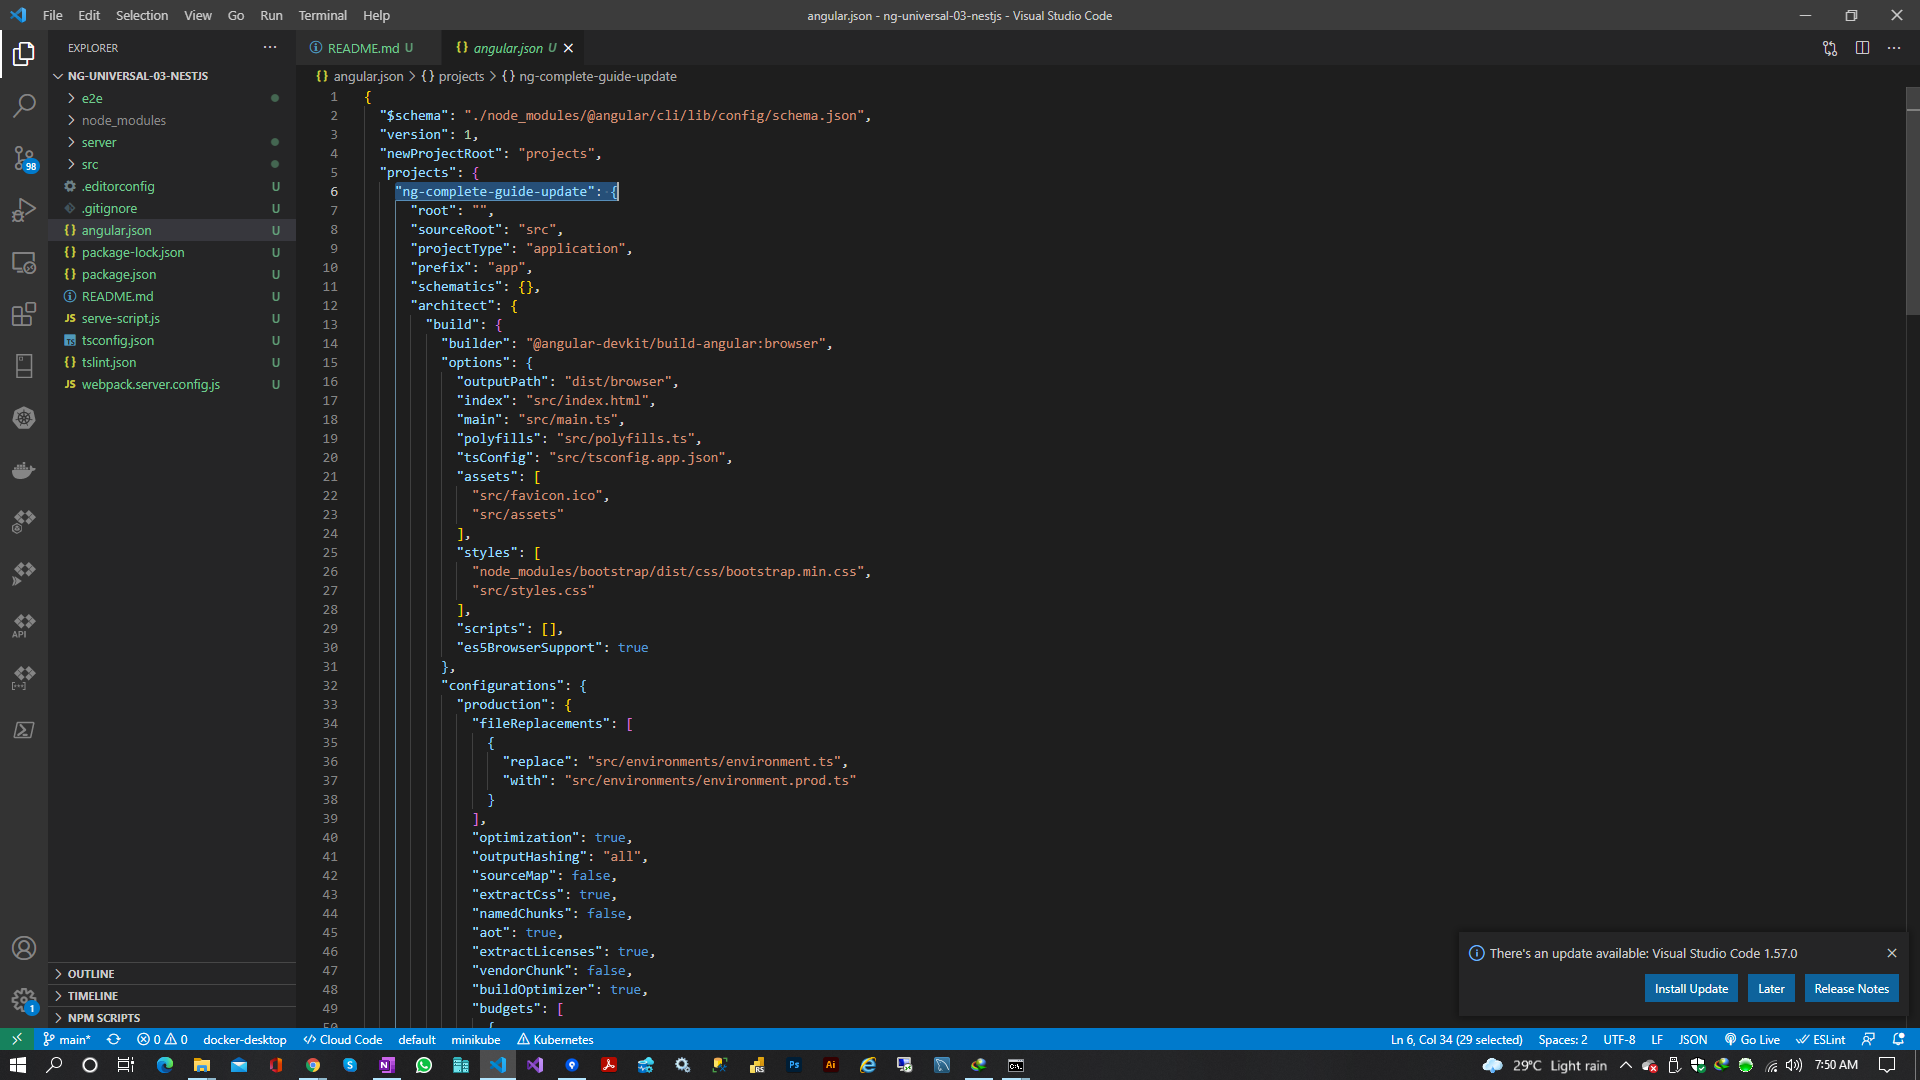 File Edit Selection View Go Run Terminal Help
angular.json - ng-universal-03-nestjs - Visual Studio Code
EXPLORER
NG-UNIVERSAL-03-NESTJS
e2e
node_modules
server
src
.editorconfig U
.gitignore U
angular.json U
package-lock.json U
package.json U
README.md U
serve-script.js U
tsconfig.json U
tslint.json U
webpack.server.config.js U
OUTLINE
TIMELINE
NPM SCRIPTS
98
API
1
README.md U
angular.json U
angular.json > {} projects > {} ng-complete-guide-update
1 {
2 "$schema": "./node_modules/@angular/cli/lib/config/schema.json",
3 "version": 1,
4 "newProjectRoot": "projects",
5 "projects": {
6 "ng-complete-guide-update": {
7 "root": "",
8 "sourceRoot": "src",
9 "projectType": "application",
10 "prefix": "app",
11 "schematics": {},
12 "architect": {
13 "build": {
14 "builder": "@angular-devkit/build-angular:browser",
15 "options": {
16 "outputPath": "dist/browser",
17 "index": "src/index.html",
18 "main": "src/main.ts",
19 "polyfills": "src/polyfills.ts",
20 "tsConfig": "src/tsconfig.app.json",
21 "assets": [
22 "src/favicon.ico",
23 "src/assets"
24 ],
25 "styles": [
26 "node_modules/bootstrap/dist/css/bootstrap.min.css",
27 "src/styles.css"
28 ],
29 "scripts": [],
30 "es5BrowserSupport": true
31 },
32 "configurations": {
33 "production": {
34 "fileReplacements": [
35 {
36 "replace": "src/environments/environment.ts",
37 "with": "src/environments/environment.prod.ts"
38 }
39 ],
40 "optimization": true,
41 "outputHashing": "all",
42 "sourceMap": false,
43 "extractCss": true,
44 "namedChunks": false,
45 "aot": true,
46 "extractLicenses": true,
47 "vendorChunk": false,
48 "buildOptimizer": true,
49 "budgets": [
50 {
There's an update available: Visual Studio Code 1.57.0
Install Update Later Release Notes
main* 0 0 docker-desktop Cloud Code default minikube Kubernetes
Ln 6, Col 34 (29 selected) Spaces: 2 UTF-8 LF JSON Go Live ESLint
29°C Light rain 7:50 AM